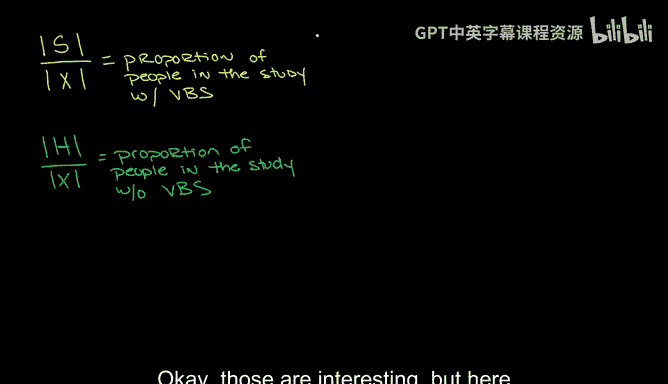 GPT中英字幕课程资源 bilibili
|S|
|X|
= proportion of
people in the study
w/ VBS
|H|
|X|
= proportion of
people in the study
w/o VBS
Okay, those are interesting, but here